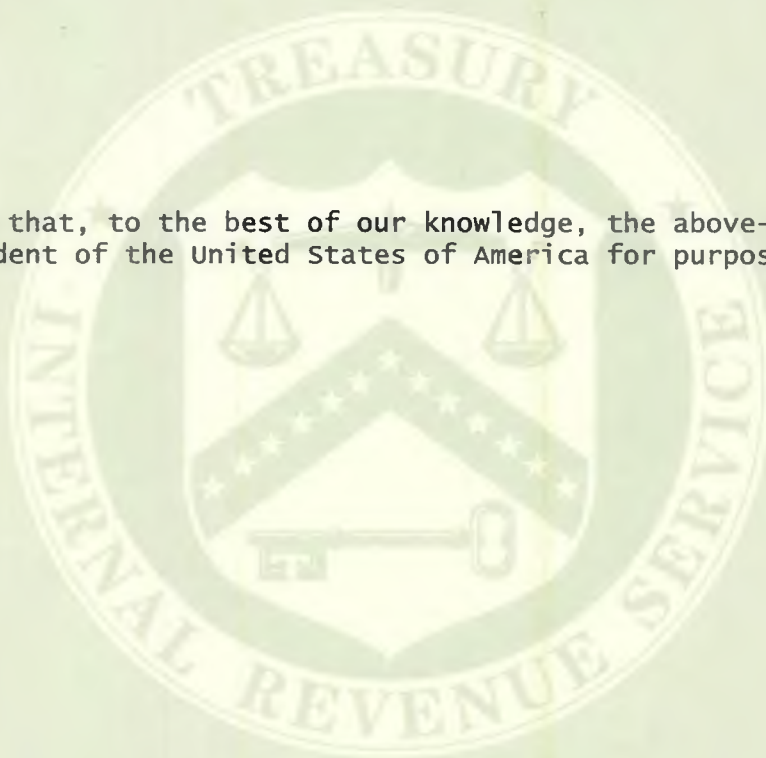 TREASURY
that, to the best of our knowledge, the above-
dent of the United States of America for purpos
INTERNAL REVENUE SERVICE